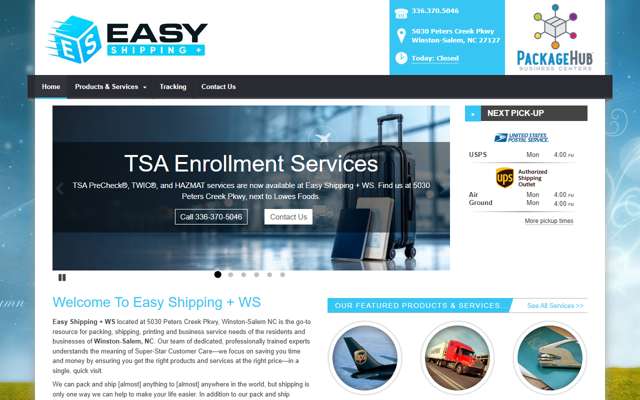 EASY
SHIPPING +
ES
336.370.5046
5030 Peters Creek Pkwy
Winston-Salem, NC 27127
Today: Closed
PACKAGEHUB
BUSINESS CENTERS
Home
Products & Services
Tracking
Contact Us
TSA Enrollment Services
TSA PreCheck®, TWIC®, and HAZMAT services are now available at Easy Shipping + WS. Find us at 5030
Peters Creek Pkwy, next to Lowes Foods.
Call 336-370-5046
Contact Us
» NEXT PICK-UP
UNITED STATES
POSTAL SERVICE
USPS Mon 4:00 PM
ups
Authorized
Shipping
Outlet
Air Mon 4:00 PM
Ground Mon 4:00 PM
More pickup times
Welcome To Easy Shipping + WS
Easy Shipping + WS located at 5030 Peters Creek Pkwy, Winston-Salem NC is the go-to
resource for packing, shipping, printing and business service needs of the residents and
businesses of Winston-Salem, NC. Our team of dedicated, professionally trained experts
understands the meaning of Super-Star Customer Care—we focus on saving you time
and money by ensuring you get the right products and services at the right price—in a
single, quick visit.
We can pack and ship [almost] anything to [almost] anywhere in the world, but shipping is
only one way we can help to make your life easier. In addition to our pack and ship
OUR FEATURED PRODUCTS & SERVICES...
See All Services >>